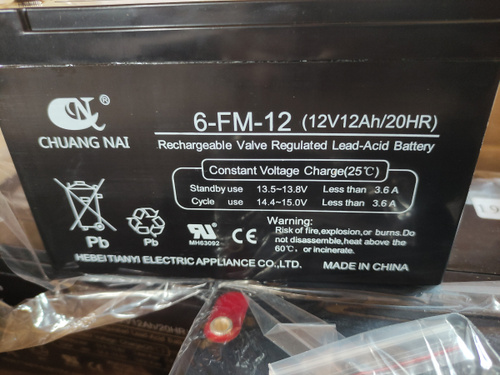 CN®
CHUANG NAI
6-FM-12 (12V12Ah/20HR)
Rechargeable Valve Regulated Lead-Acid Battery
Constant Voltage Charge(25℃)
Standby use 13.5~13.8V Less than 3.6 A
Cycle use 14.4~15.0V Less than 3.6 A
Pb
Pb
MH63092
CE
Warning:
Risk of fire,explosion,or burns.Do
not disassemble,heat above the
60℃, or incinerate.
HEBEI TIANYI ELECTRIC APPLIANCE CO.,LTD.
MADE IN CHINA